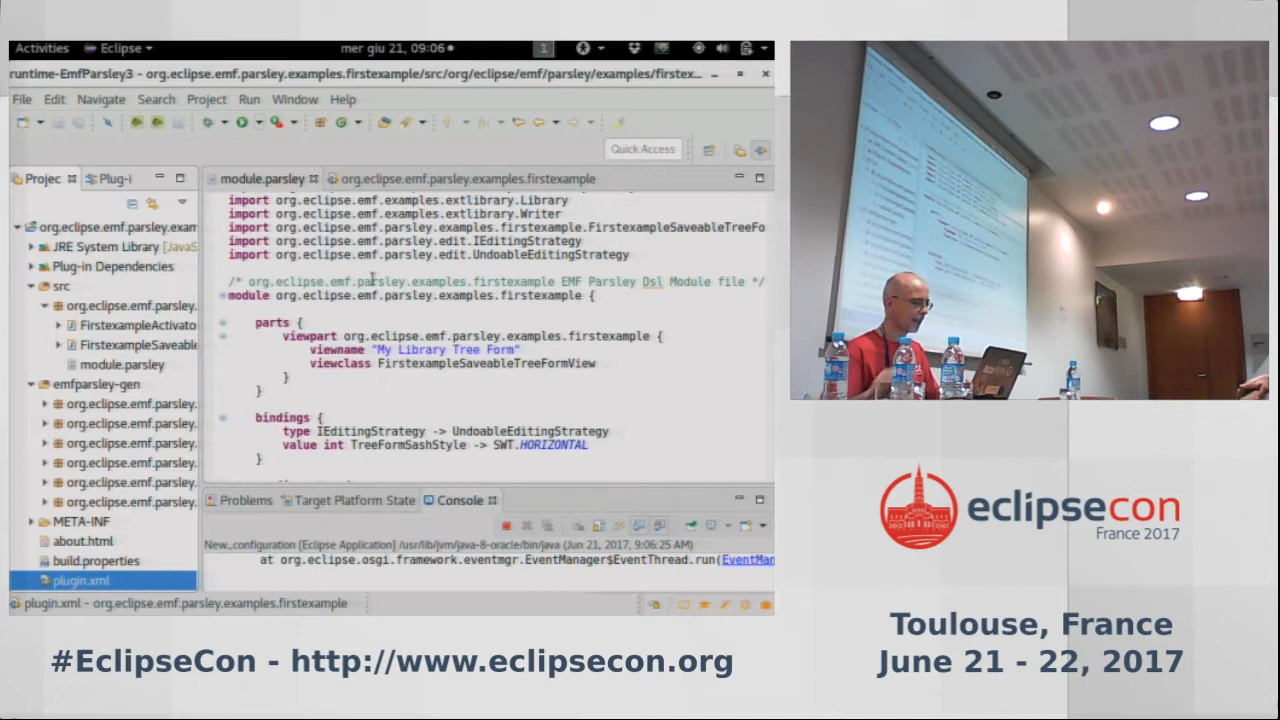 Activities Eclipse mer giu 21, 09:06 1
runtime-EmfParsley3 - org.eclipse.emf.parsley.examples.firstexample/src/org/eclipse/emf/parsley/examples/firstex...
File Edit Navigate Search Project Run Window Help
Quick Access
Projec Plug-i
module.parsley org.eclipse.emf.parsley.examples.firstexample
org.eclipse.emf.parsley.exam
JRE System Library [JavaS
Plug-in Dependencies
src
org.eclipse.emf.parsley.
FirstexampleActivato
FirstexampleSaveable
module.parsley
emfparsley-gen
org.eclipse.emf.parsley.
org.eclipse.emf.parsley.
org.eclipse.emf.parsley.
org.eclipse.emf.parsley.
org.eclipse.emf.parsley.
org.eclipse.emf.parsley.
META-INF
about.html
build.properties
plugin.xml
import org.eclipse.emf.examples.extlibrary.Library
import org.eclipse.emf.examples.extlibrary.Writer
import org.eclipse.emf.parsley.examples.firstexample.FirstexampleSaveableTreeFo
import org.eclipse.emf.parsley.edit.IEditingStrategy
import org.eclipse.emf.parsley.edit.UndoableEditingStrategy
/* org.eclipse.emf.parsley.examples.firstexample EMF Parsley Dsl Module file */
module org.eclipse.emf.parsley.examples.firstexample {
parts {
viewpart org.eclipse.emf.parsley.examples.firstexample {
viewname "My Library Tree Form"
viewclass FirstexampleSaveableTreeFormView
}
}
bindings {
type IEditingStrategy -> UndoableEditingStrategy
value int TreeFormSashStyle -> SWT.HORIZONTAL
}
Problems Target Platform State Console
New_configuration [Eclipse Application] /usr/lib/jvm/java-8-oracle/bin/java (Jun 21, 2017, 9:06:25 AM)
at org.eclipse.osgi.framework.eventmgr.EventManager$EventThread.run(EventMan
plugin.xml - org.eclipse.emf.parsley.examples.firstexample
eclipsecon
France 2017
#EclipseCon - http://www.eclipsecon.org
Toulouse, France
June 21 - 22, 2017